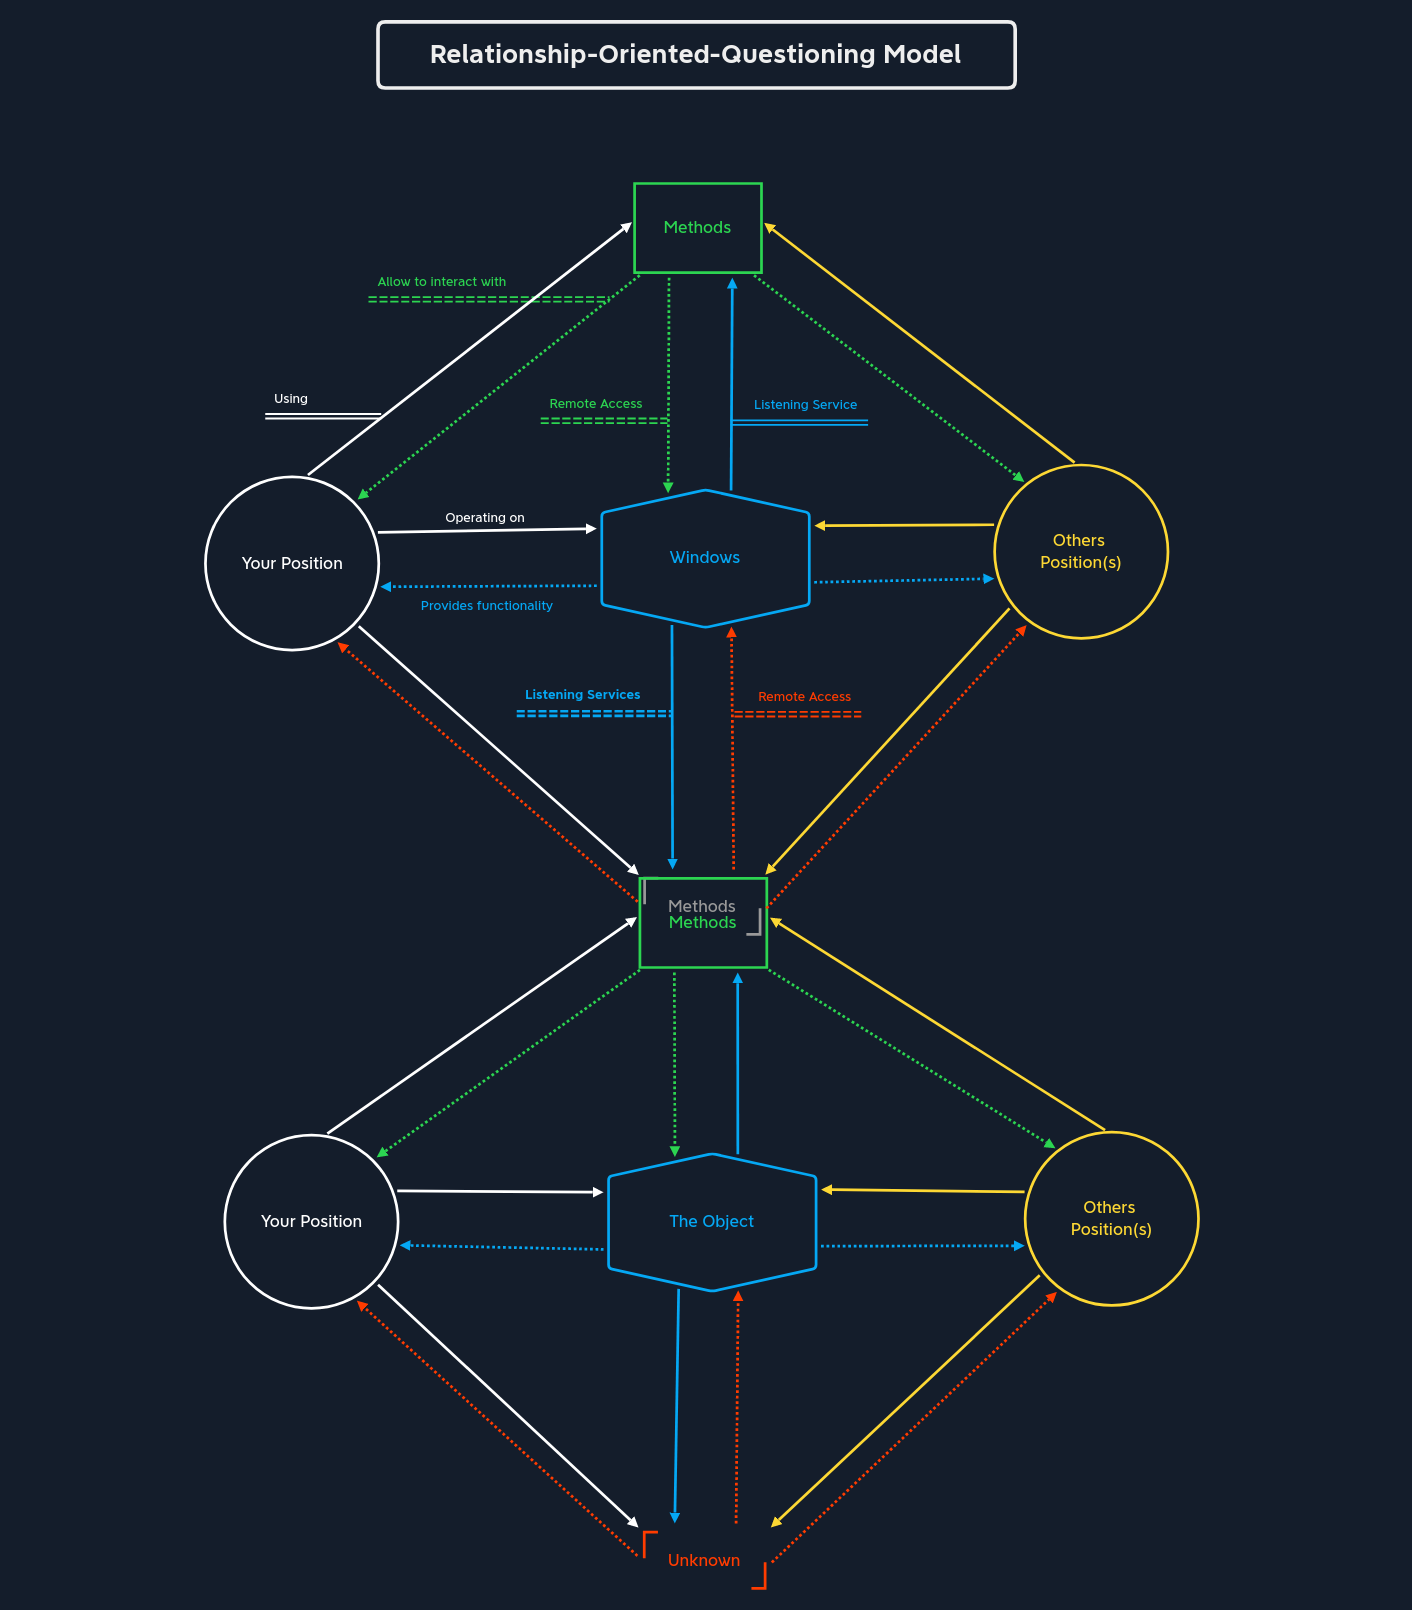 Relationship-Oriented-Questioning Model
Methods
Allow to interact with
Using
Remote Access
Listening Service
Operating on
Your Position
Windows
Others
Position(s)
Provides functionality
Listening Services
Remote Access
Methods
Methods
Your Position
The Object
Others
Position(s)
Unknown